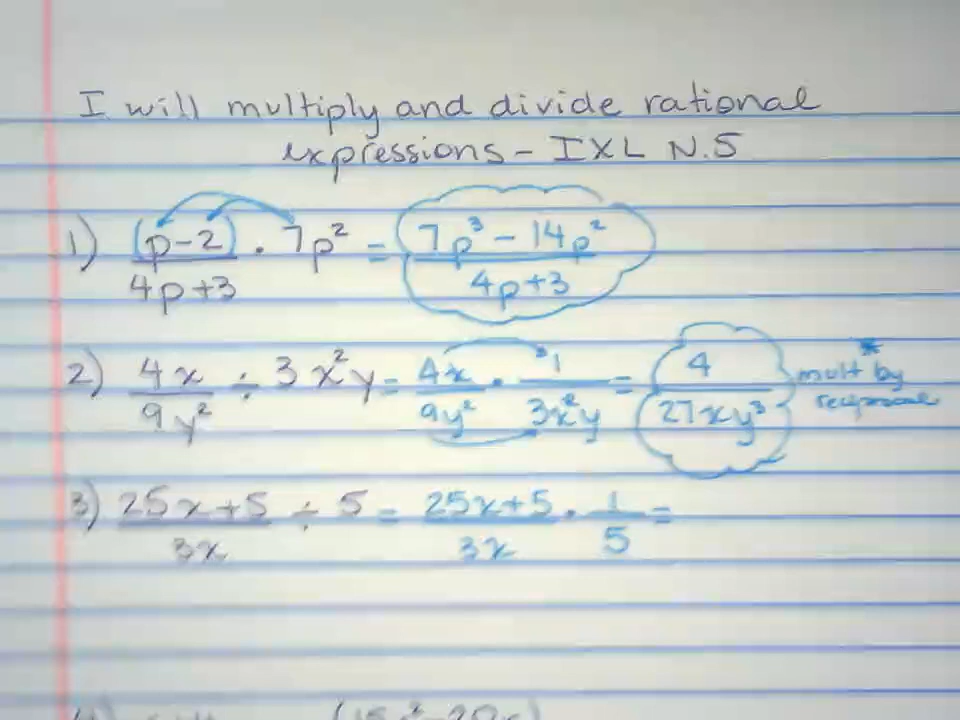 I will multiply and divide rational
expressions - IXL N.5
1) (p-2)/(4p+3) · 7p² = (7p³ - 14p²)/(4p+3)
2) 4x/(9y²) ÷ 3x²y = 4x/(9y²) · 1/(3x²y) = 4/(27xy³) * mult by
reciprocal
3) (25x+5)/(3x) ÷ 5 = (25x+5)/(3x) · 1/5 =